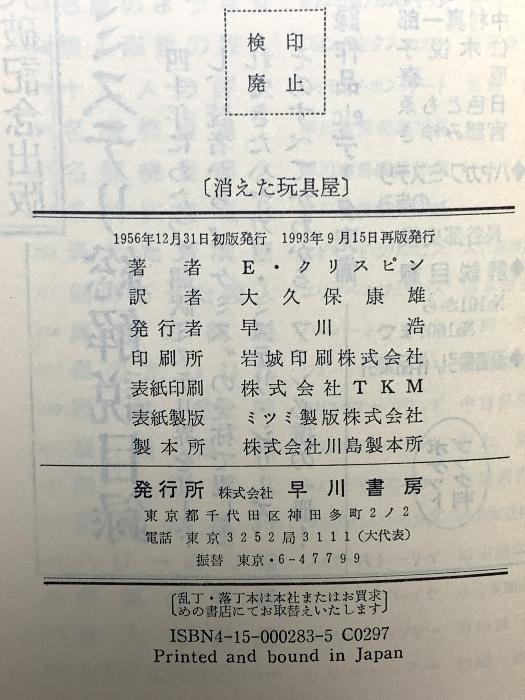 検印
廃止
〔消えた玩具屋〕
1956年12月31日初版発行 1993年9月15日再版発行
著者 E・クリスピン
訳者 大久保康雄
発行者 早川浩
印刷所 岩城印刷株式会社
表紙印刷 株式会社TKM
表紙製版 ミツミ製版株式会社
製本所 株式会社川島製本所
発行所 株式会社 早川書房
東京都千代田区神田多町2ノ2
電話 東京3252局3111(大代表)
振替 東京・6-47799
〔乱丁・落丁本は本社またはお買求
めの書店にてお取替えいたします〕
ISBN4-15-000283-5 C0297
Printed and bound in Japan